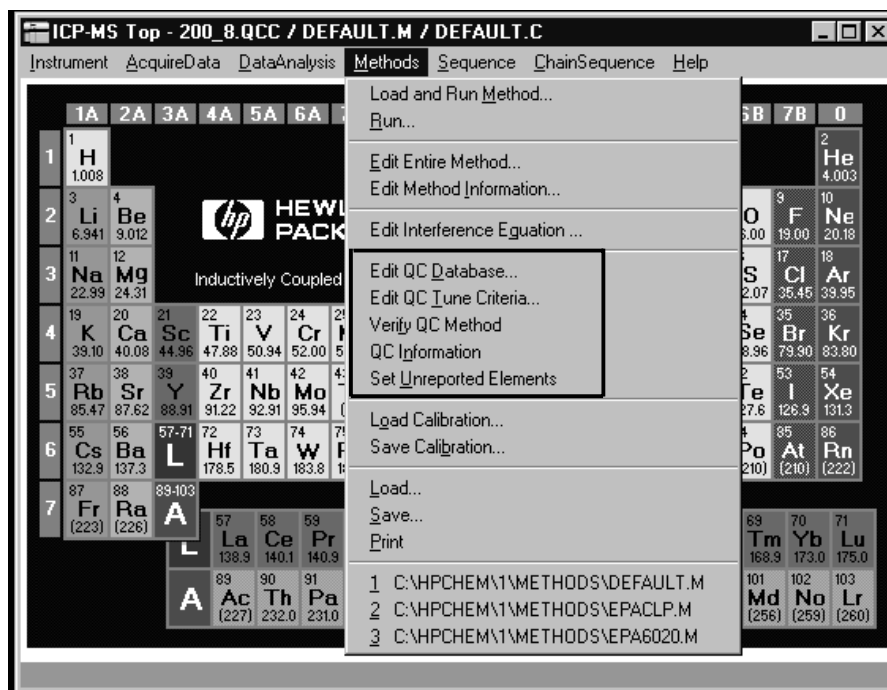 ICP-MS Top - 200_8.QCC / DEFAULT.M / DEFAULT.C
Instrument AcquireData DataAnalysis Methods Sequence ChainSequence Help
Load and Run Method...
Run...
Edit Entire Method...
Edit Method Information...
Edit Interference Equation ...
Edit QC Database...
Edit QC Tune Criteria...
Verify QC Method
QC Information
Set Unreported Elements
Load Calibration...
Save Calibration...
Load...
Save...
Print
1 C:\HPCHEM\1\METHODS\DEFAULT.M
2 C:\HPCHEM\1\METHODS\EPACLP.M
3 C:\HPCHEM\1\METHODS\EPA6020.M
1A 2A 3A 4A 5A 6A 6B 7B 0
hp
Inductively Coupled
1
1 H 1.008
2 He 4.003
2
3 Li 6.941
4 Be 9.012
O
9 F 19.00
10 Ne 20.18
3
11 Na 22.99
12 Mg 24.31
S
17 Cl 35.45
18 Ar 39.95
4
19 K 39.10
20 Ca 40.08
21 Sc 44.96
22 Ti 47.88
23 V 50.94
24 Cr 52.00
Se
35 Br 79.90
36 Kr 83.80
5
37 Rb 85.47
38 Sr 87.62
39 Y 88.91
40 Zr 91.22
41 Nb 92.91
42 Mo 95.94
53 I 126.9
54 Xe 131.3
6
55 Cs 132.9
56 Ba 137.3
57-71 L
72 Hf 178.5
73 Ta 180.9
74 W 183.8
Po (210)
85 At (210)
86 Rn (222)
7
87 Fr (223)
88 Ra (226)
89-103 A
L
57 La 138.9
58 Ce 140.1
59 Pr 140.9
69 Tm 168.9
70 Yb 173.0
71 Lu 175.0
A
89 Ac (227)
90 Th 232.0
91 Pa 231.0
101 Md (256)
102 No (259)
103 Lr (260)